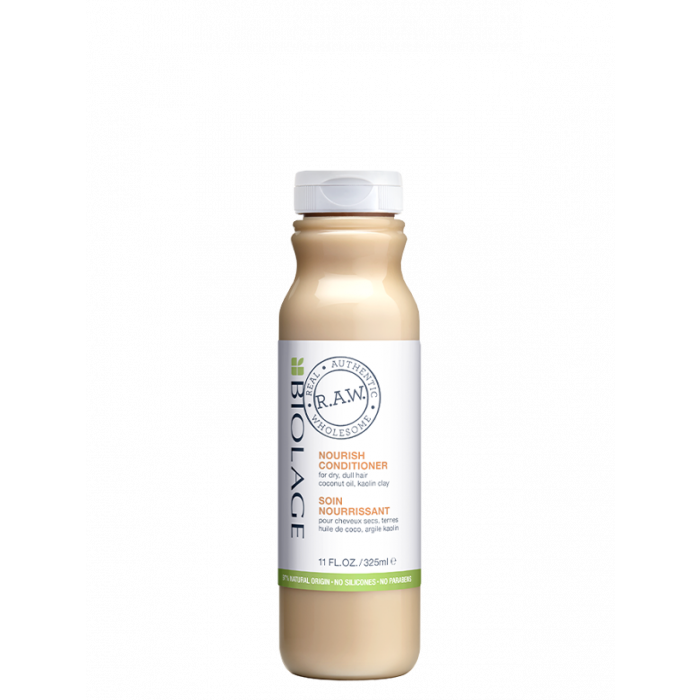 BIOLAGE
REAL • AUTHENTIC • WHOLESOME
R.A.W.
NOURISH
CONDITIONER
for dry, dull hair
coconut oil, kaolin clay
SOIN
NOURRISSANT
pour cheveux secs, ternes
huile de coco, argile kaolin
11 FL.OZ./325ml ℮
NATURAL ORIGIN • NO SILICONES • NO PARABENS